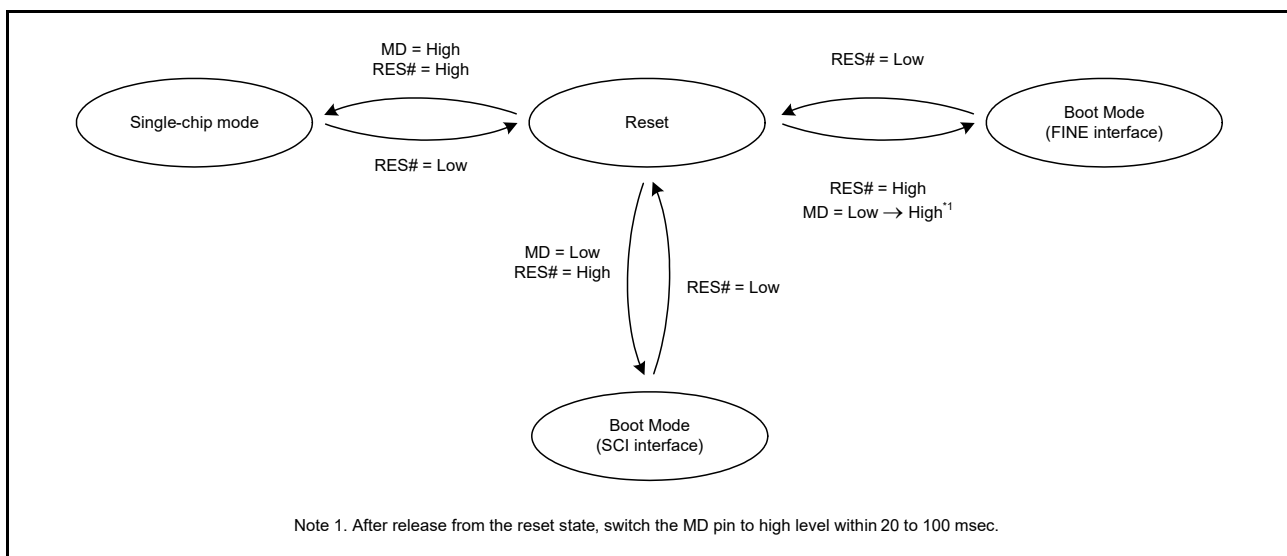 MD = High
RES# = High
RES# = Low
Single-chip mode
Reset
Boot Mode
(FINE interface)
RES# = Low
RES# = High
MD = Low → High*1
MD = Low
RES# = High
RES# = Low
Boot Mode
(SCI interface)
Note 1. After release from the reset state, switch the MD pin to high level within 20 to 100 msec.